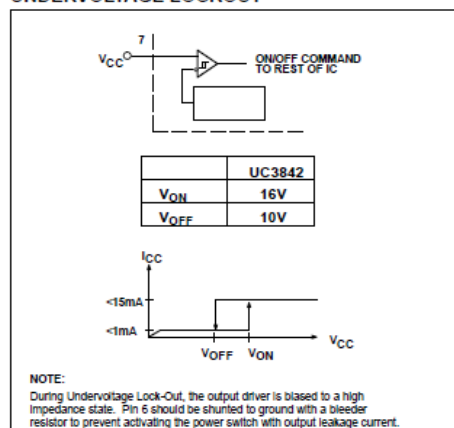 UNDERVOLTAGE LOCKOUT
7
VCC
ON/OFF COMMAND
TO REST OF IC
UC3842
VON 16V
VOFF 10V
ICC
<15mA
<1mA
VOFF VON VCC
NOTE:
During Undervoltage Lock-Out, the output driver is biased to a high
impedance state. Pin 6 should be shunted to ground with a bleeder
resistor to prevent activating the power switch with output leakage current.